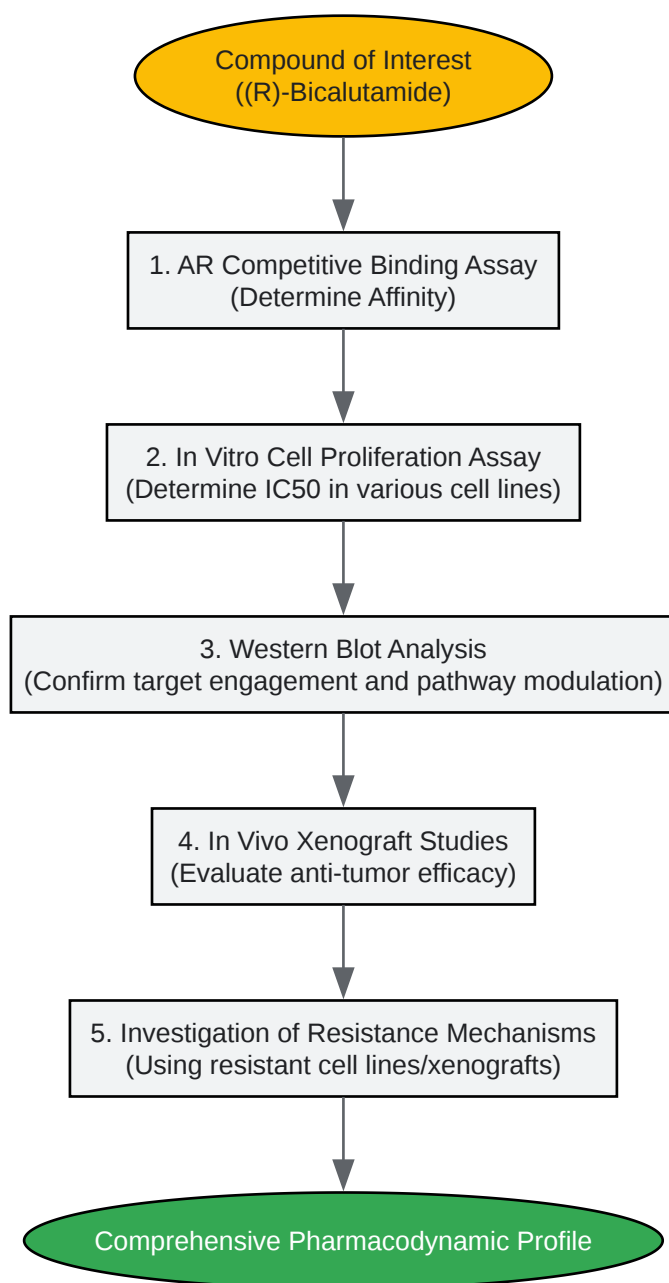 Compound of Interest
((R)-Bicalutamide)
1. AR Competitive Binding Assay
(Determine Affinity)
2. In Vitro Cell Proliferation Assay
(Determine IC50 in various cell lines)
3. Western Blot Analysis
(Confirm target engagement and pathway modulation)
4. In Vivo Xenograft Studies
(Evaluate anti-tumor efficacy)
5. Investigation of Resistance Mechanisms
(Using resistant cell lines/xenografts)
Comprehensive Pharmacodynamic Profile